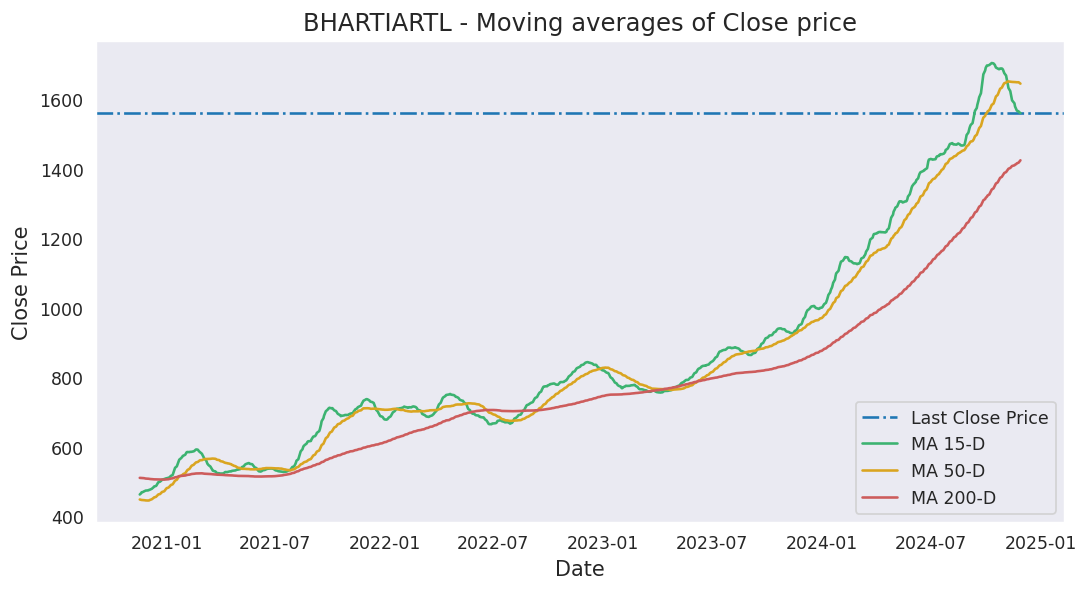 BHARTIARTL - Moving averages of Close price
Close Price
1600
1400
1200
1000
800
600
400
2021-01 2021-07 2022-01 2022-07 2023-01 2023-07 2024-01 2024-07 2025-01
Date
Last Close Price
MA 15-D
MA 50-D
MA 200-D